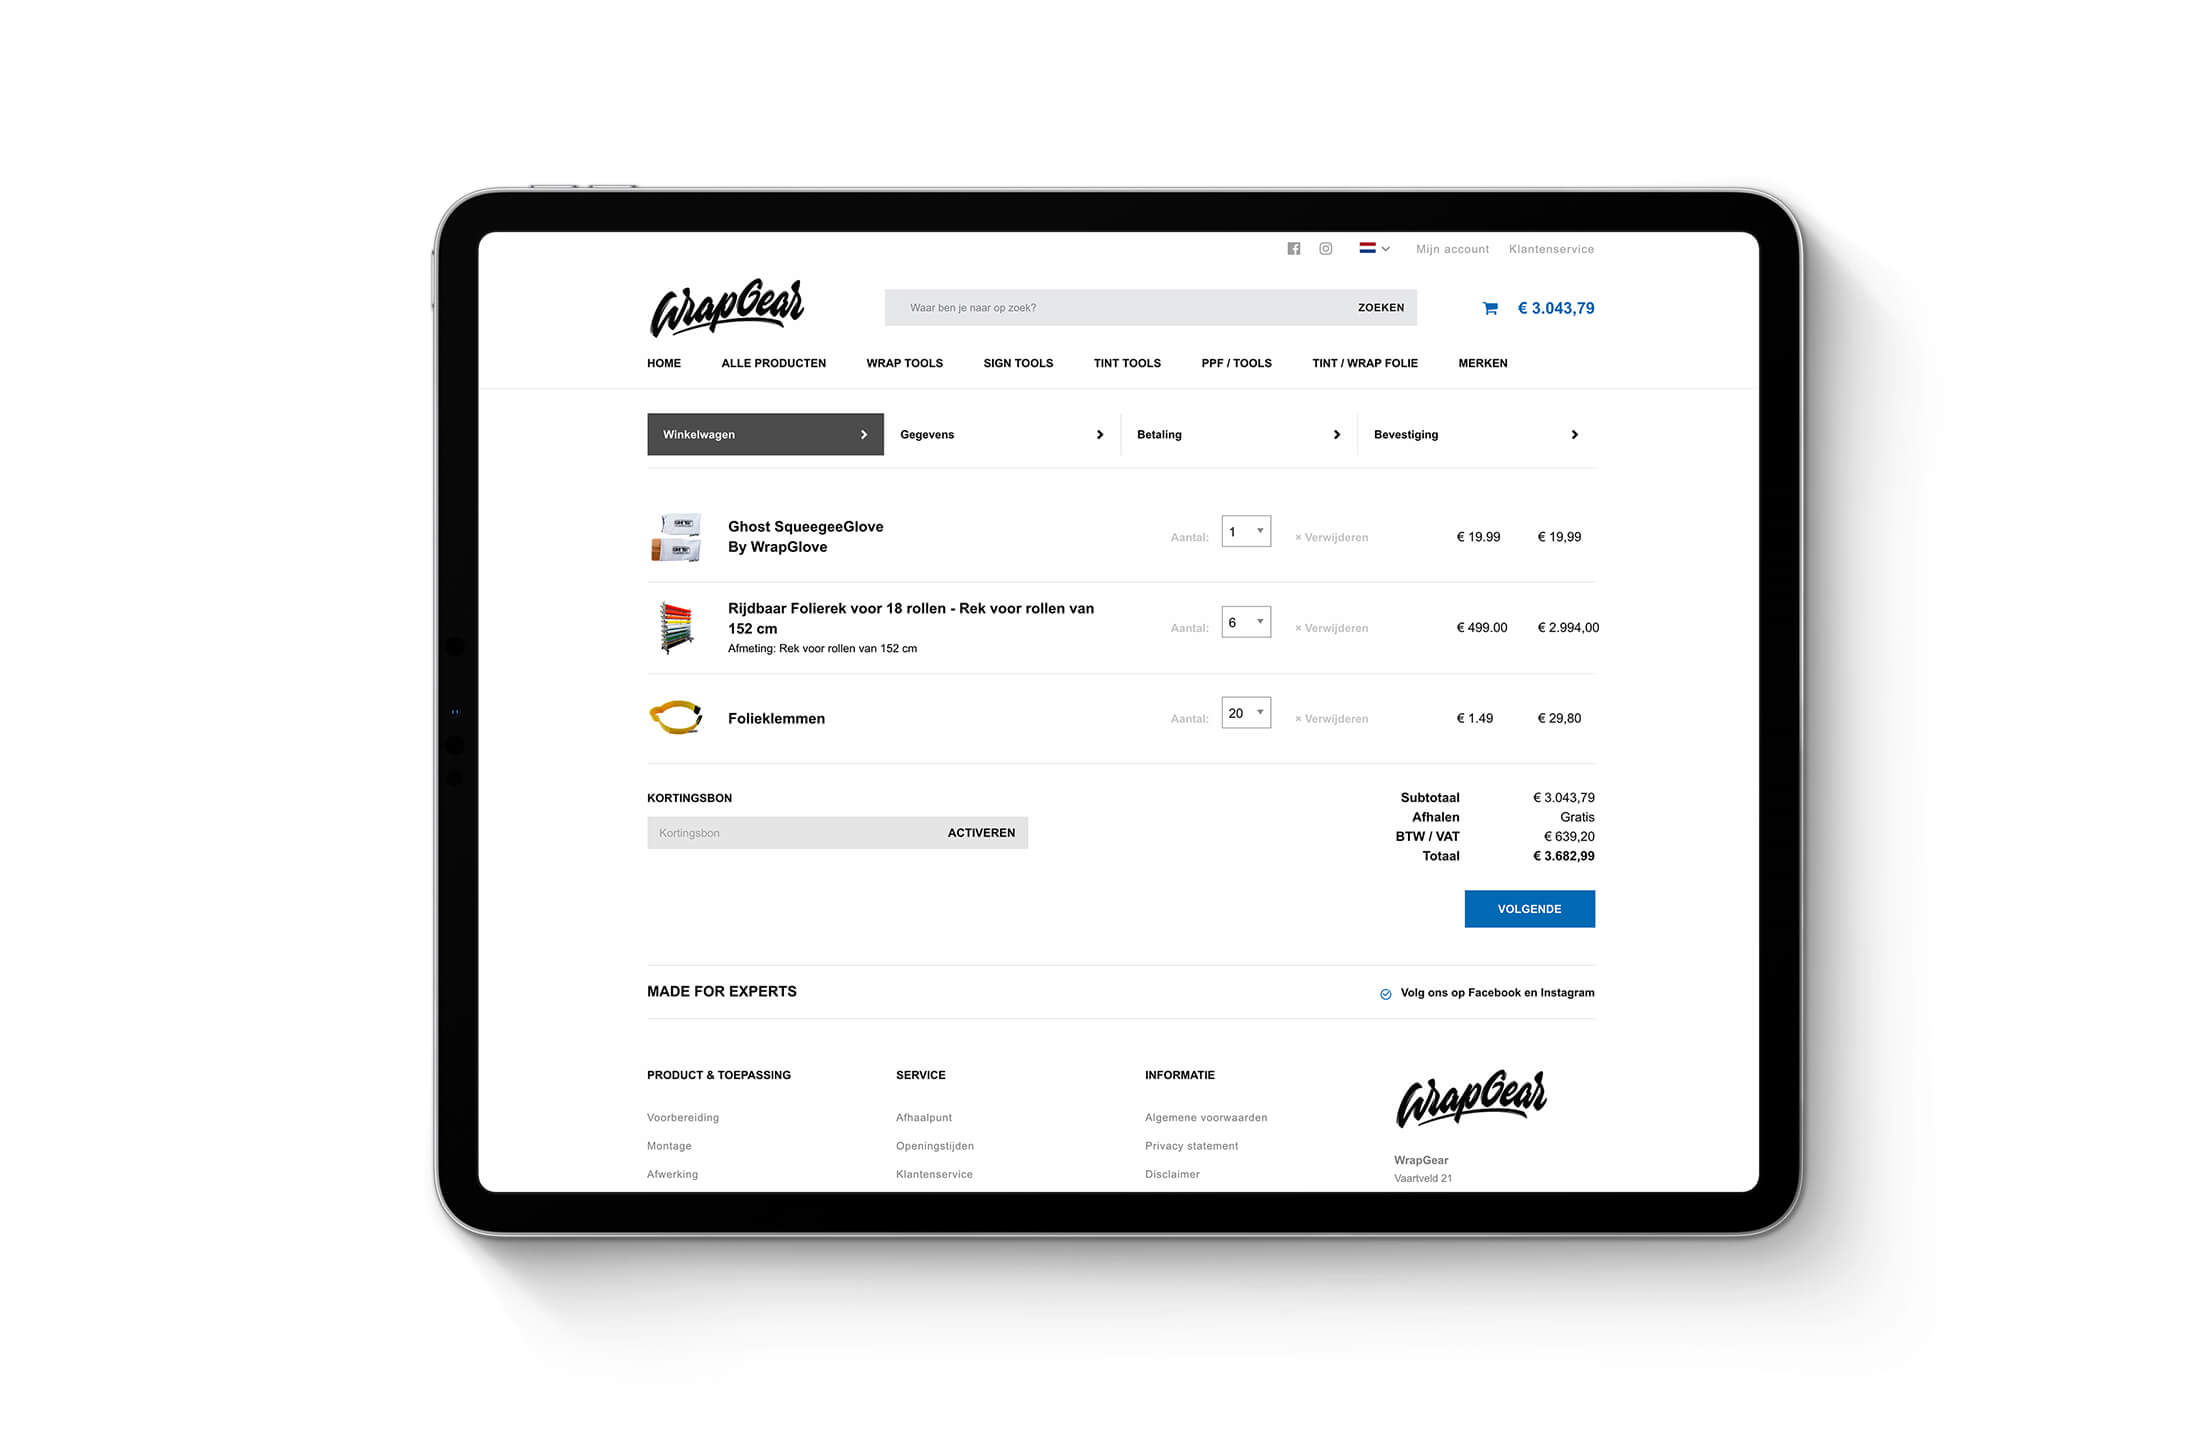 Mijn account Klantenservice
WrapGear
Waar ben je naar op zoek? ZOEKEN
€ 3.043,79
HOME ALLE PRODUCTEN WRAP TOOLS SIGN TOOLS TINT TOOLS PPF / TOOLS TINT / WRAP FOLIE MERKEN
Winkelwagen Gegevens Betaling Bevestiging
Ghost SqueegeeGlove
By WrapGlove
Aantal: 1 × Verwijderen € 19.99 € 19,99
Rijdbaar Folierek voor 18 rollen - Rek voor rollen van
152 cm
Afmeting: Rek voor rollen van 152 cm
Aantal: 6 × Verwijderen € 499.00 € 2.994,00
Folieklemmen Aantal: 20 × Verwijderen € 1.49 € 29,80
KORTINGSBON
Kortingsbon ACTIVEREN
Subtotaal € 3.043,79
Afhalen Gratis
BTW / VAT € 639,20
Totaal € 3.682,99
VOLGENDE
MADE FOR EXPERTS Volg ons op Facebook en Instagram
PRODUCT & TOEPASSING
Voorbereiding
Montage
Afwerking
SERVICE
Afhaalpunt
Openingstijden
Klantenservice
INFORMATIE
Algemene voorwaarden
Privacy statement
Disclaimer
WrapGear
WrapGear
Vaartveld 21